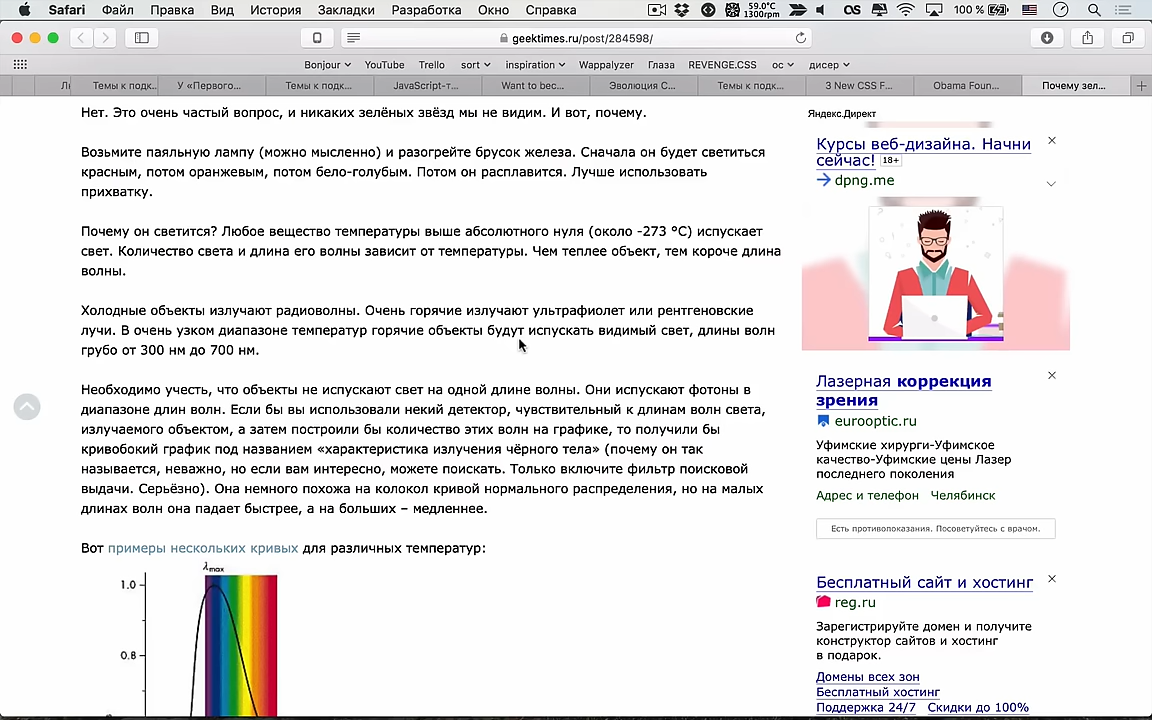 Safari Файл Правка Вид История Закладки Разработка Окно Справка
59.0°C
1300rpm
100 %
geektimes.ru/post/284598/
Bonjour YouTube Trello sort inspiration Wappalyzer Глаза REVENGE.CSS ос дисер
Темы к подк... У «Первого... Темы к подк... JavaScript-т... Want to bec... Эволюция C... Темы к подк... 3 New CSS F... Obama Foun... Почему зел...
Нет. Это очень частый вопрос, и никаких зелёных звёзд мы не видим. И вот, почему.
Возьмите паяльную лампу (можно мысленно) и разогрейте брусок железа. Сначала он будет светиться
красным, потом оранжевым, потом бело-голубым. Потом он расплавится. Лучше использовать
прихватку.
Почему он светится? Любое вещество температуры выше абсолютного нуля (около -273 °C) испускает
свет. Количество света и длина его волны зависит от температуры. Чем теплее объект, тем короче длина
волны.
Холодные объекты излучают радиоволны. Очень горячие излучают ультрафиолет или рентгеновские
лучи. В очень узком диапазоне температур горячие объекты будут испускать видимый свет, длины волн
грубо от 300 нм до 700 нм.
Необходимо учесть, что объекты не испускают свет на одной длине волны. Они испускают фотоны в
диапазоне длин волн. Если бы вы использовали некий детектор, чувствительный к длинам волн света,
излучаемого объектом, а затем построили бы количество этих волн на графике, то получили бы
кривобокий график под названием «характеристика излучения чёрного тела» (почему он так
называется, неважно, но если вам интересно, можете поискать. Только включите фильтр поисковой
выдачи. Серьёзно). Она немного похожа на колокол кривой нормального распределения, но на малых
длинах волн она падает быстрее, а на больших – медленнее.
Вот примеры нескольких кривых для различных температур:
λmax
1.0
0.8
Яндекс.Директ
Курсы веб-дизайна. Начни
сейчас! 18+
dpng.me
Лазерная коррекция
зрения
eurooptic.ru
Уфимские хирурги-Уфимское
качество-Уфимские цены Лазер
последнего поколения
Адрес и телефон Челябинск
Есть противопоказания. Посоветуйтесь с врачом.
Бесплатный сайт и хостинг
reg.ru
Зарегистрируйте домен и получите
конструктор сайтов и хостинг
в подарок.
Домены всех зон
Бесплатный хостинг
Поддержка 24/7 Скидки до 100%